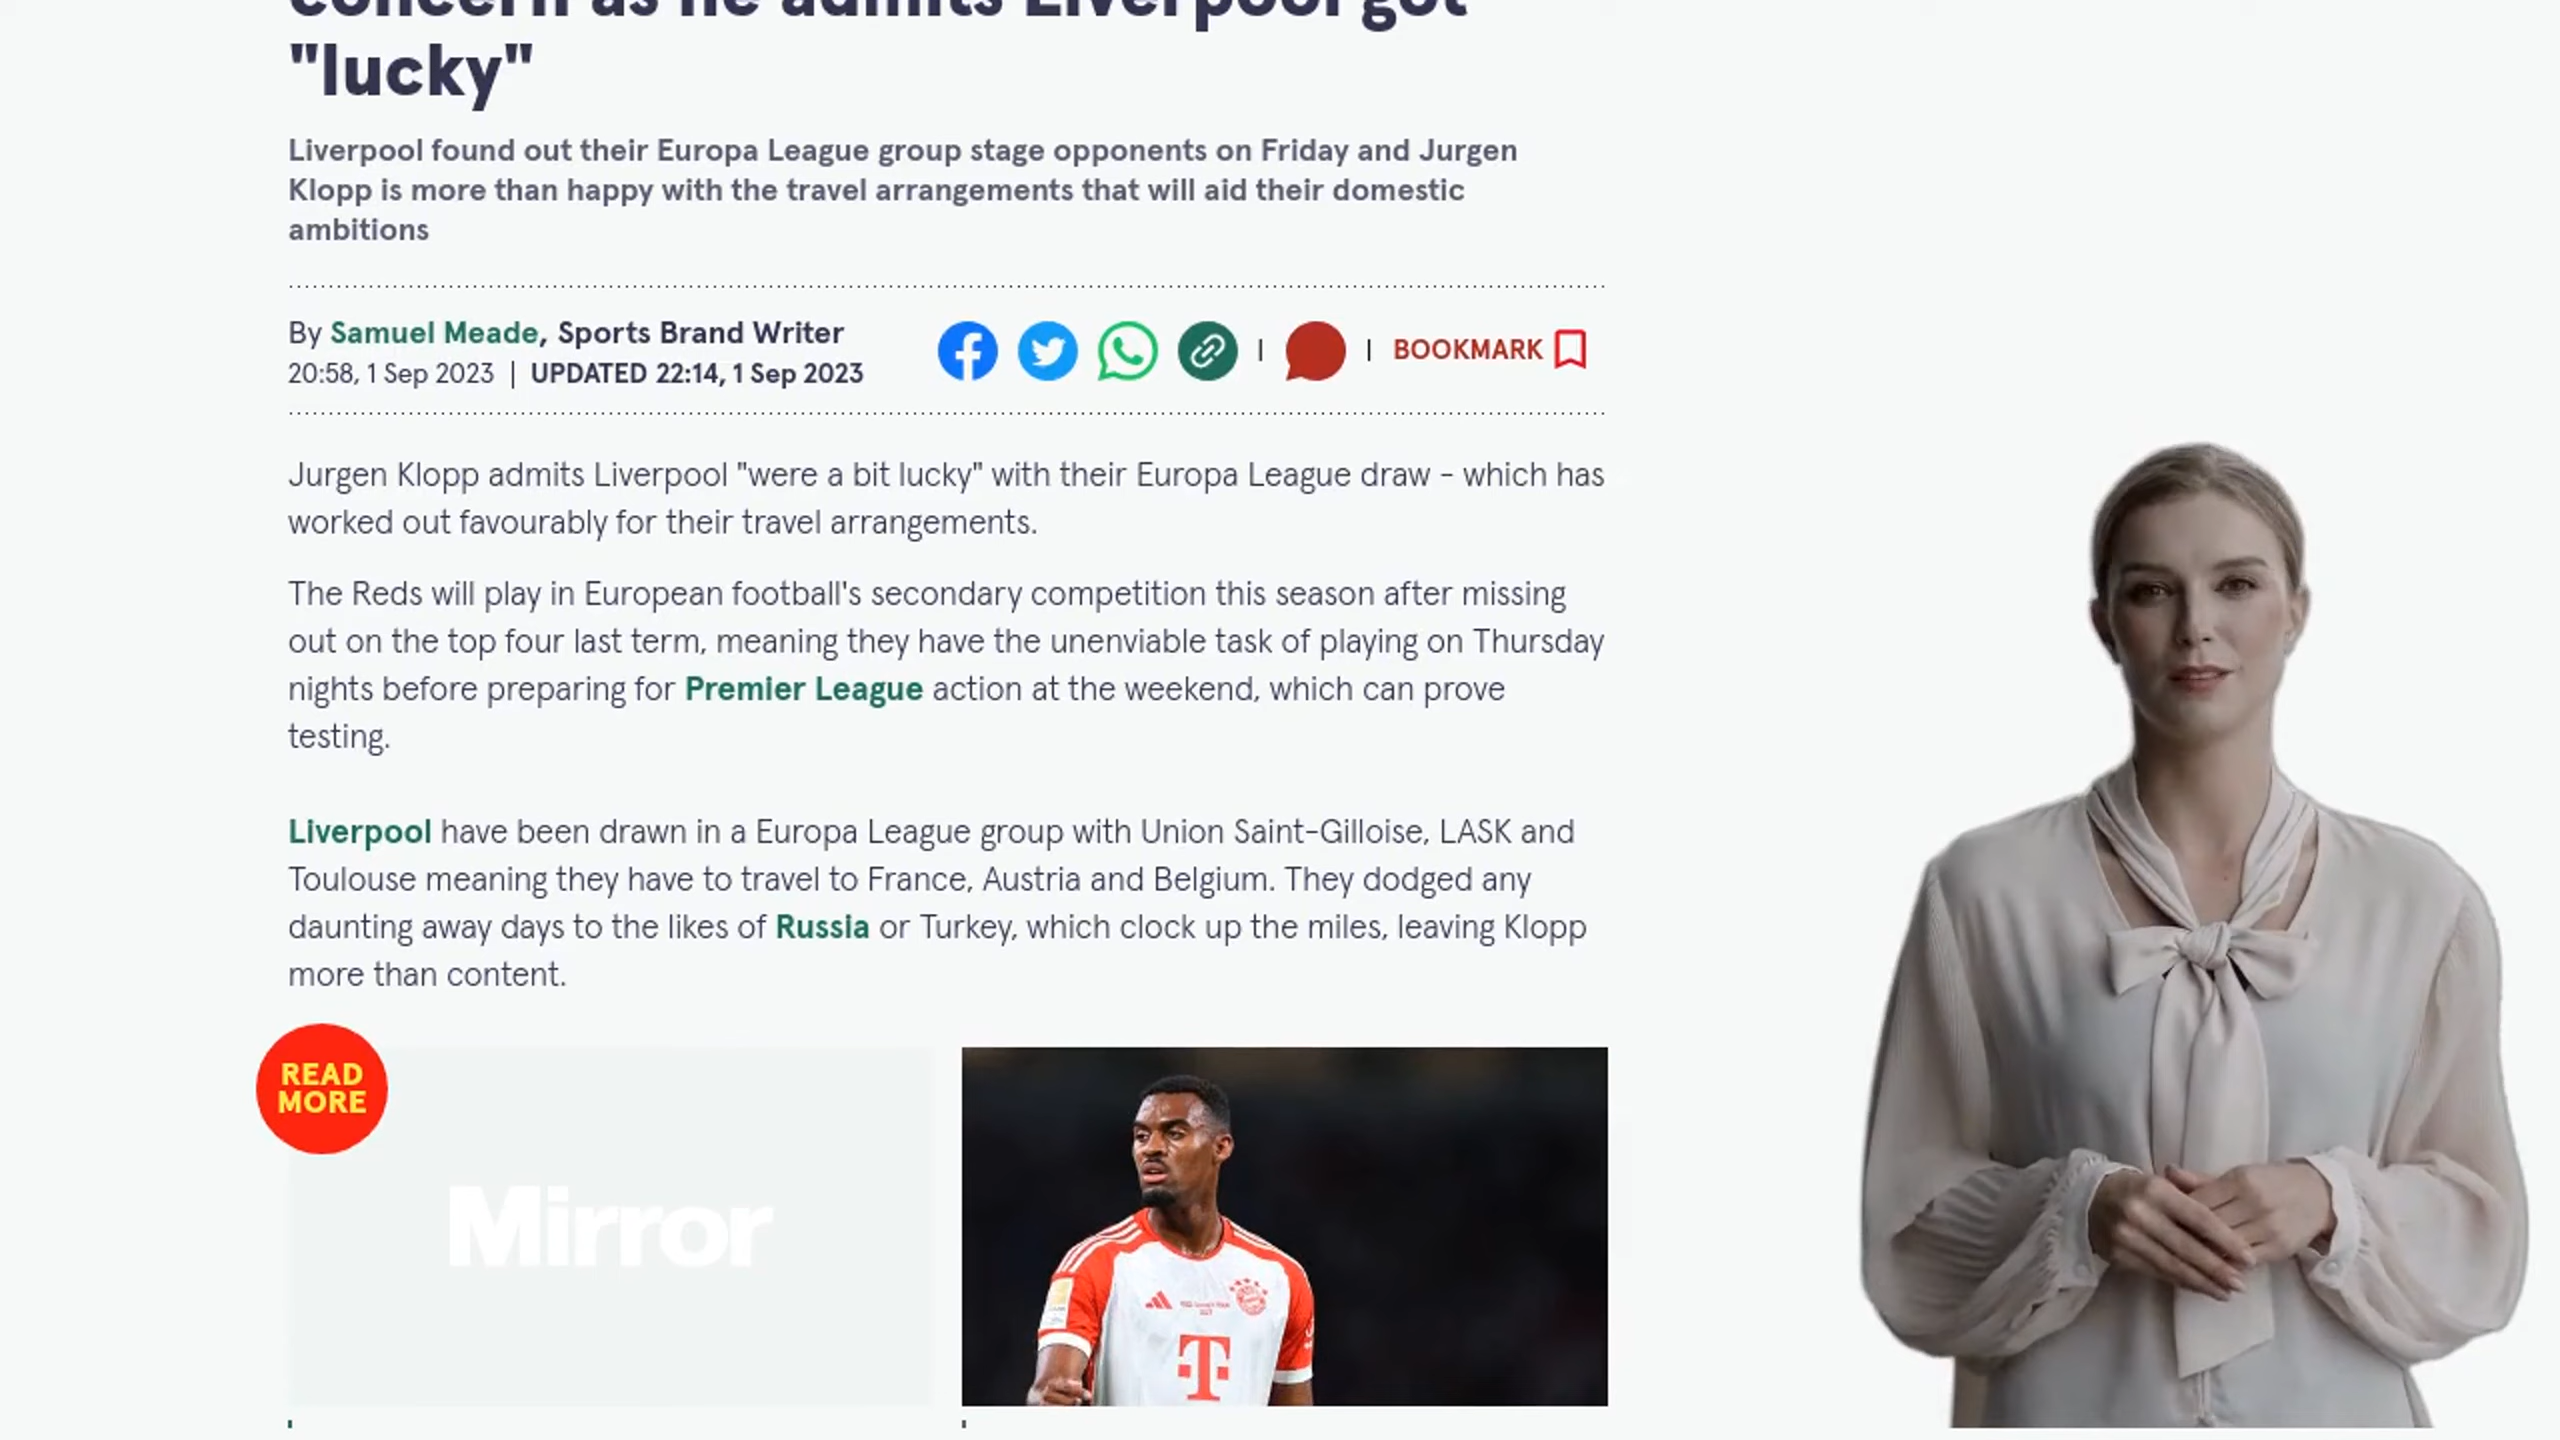 concern as he admits Liverpool got
"lucky"
Liverpool found out their Europa League group stage opponents on Friday and Jurgen
Klopp is more than happy with the travel arrangements that will aid their domestic
ambitions
By Samuel Meade, Sports Brand Writer
20:58, 1 Sep 2023 | UPDATED 22:14, 1 Sep 2023
| | BOOKMARK
Jurgen Klopp admits Liverpool "were a bit lucky" with their Europa League draw - which has
worked out favourably for their travel arrangements.
The Reds will play in European football's secondary competition this season after missing
out on the top four last term, meaning they have the unenviable task of playing on Thursday
nights before preparing for Premier League action at the weekend, which can prove
testing.
Liverpool have been drawn in a Europa League group with Union Saint-Gilloise, LASK and
Toulouse meaning they have to travel to France, Austria and Belgium. They dodged any
daunting away days to the likes of Russia or Turkey, which clock up the miles, leaving Klopp
more than content.
READ
MORE
Mirror
T